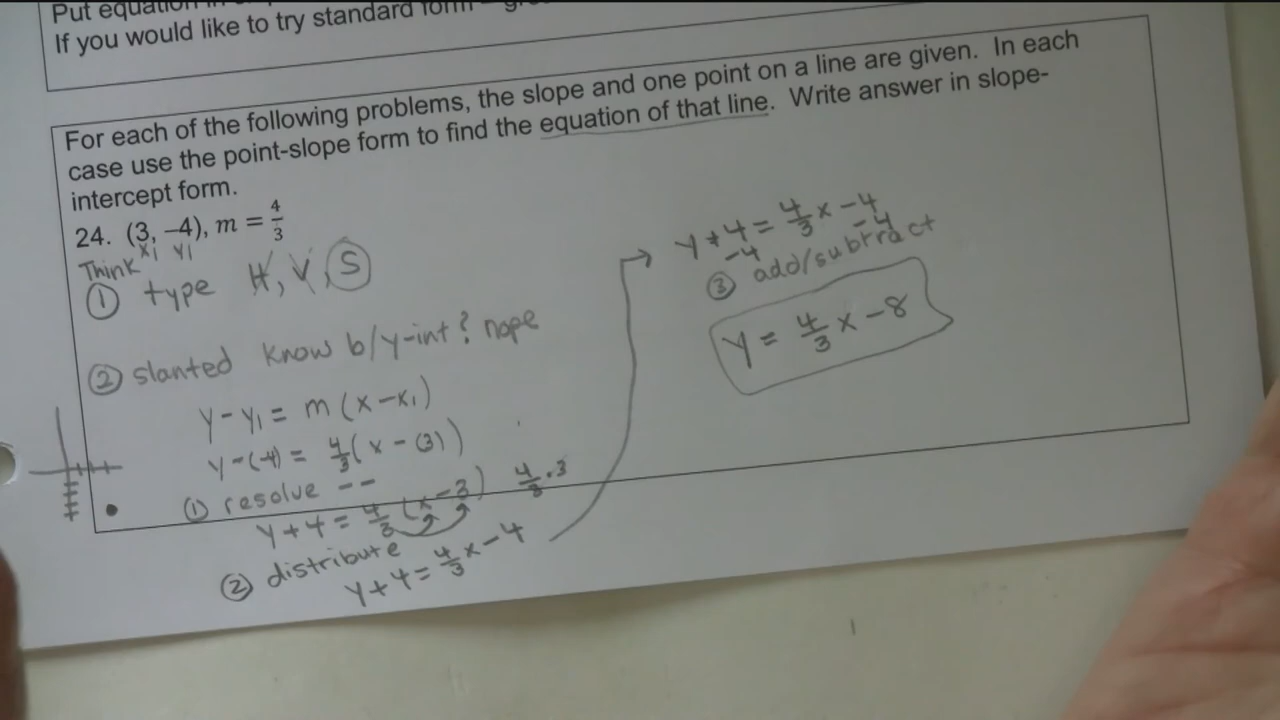 Put equation in
If you would like to try standard form
For each of the following problems, the slope and one point on a line are given. In each
case use the point-slope form to find the equation of that line. Write answer in slope-
intercept form.
24. (3, −4), m = 4/3
x₁ y₁
Think
① type H, V, S
② slanted know b/y-int? nope
y-y₁ = m(x-x₁)
y-(-4) = 4/3(x-(3))
① resolve --
y+4 = 4/3(x-3) 4/3·3
② distribute
y+4 = 4/3x-4
y+4 = 4/3x-4
-4 -4
③ add/subtract
y = 4/3x-8